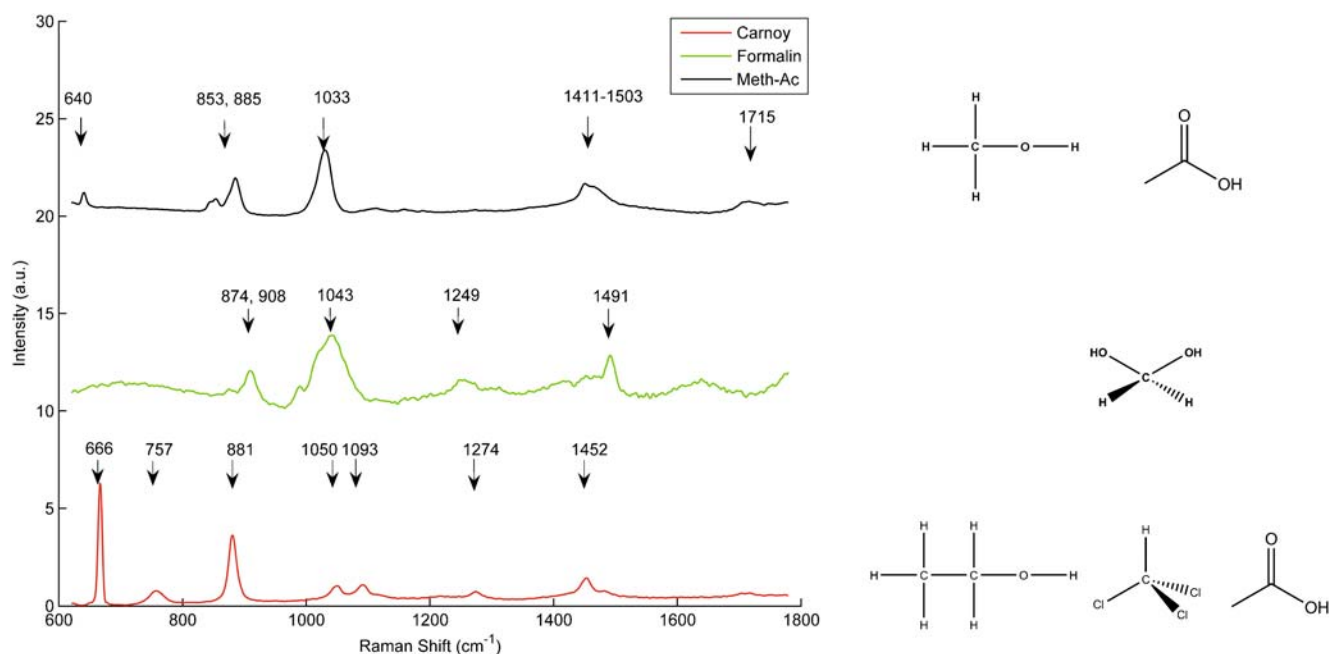 30
25
20
15
10
5
0
600
800
1000
1200
1400
1600
1800
Intensity (a.u.)
Raman Shift (cm⁻¹)
Carnoy
Formalin
Meth-Ac
640
853, 885
1033
1411-1503
1715
874, 908
1043
1249
1491
666
757
881
1050
1093
1274
1452
H
H C O H
H
O
OH
HO OH
C
H H
H H
H C C O H
H H
H
C
Cl Cl
Cl
O
OH